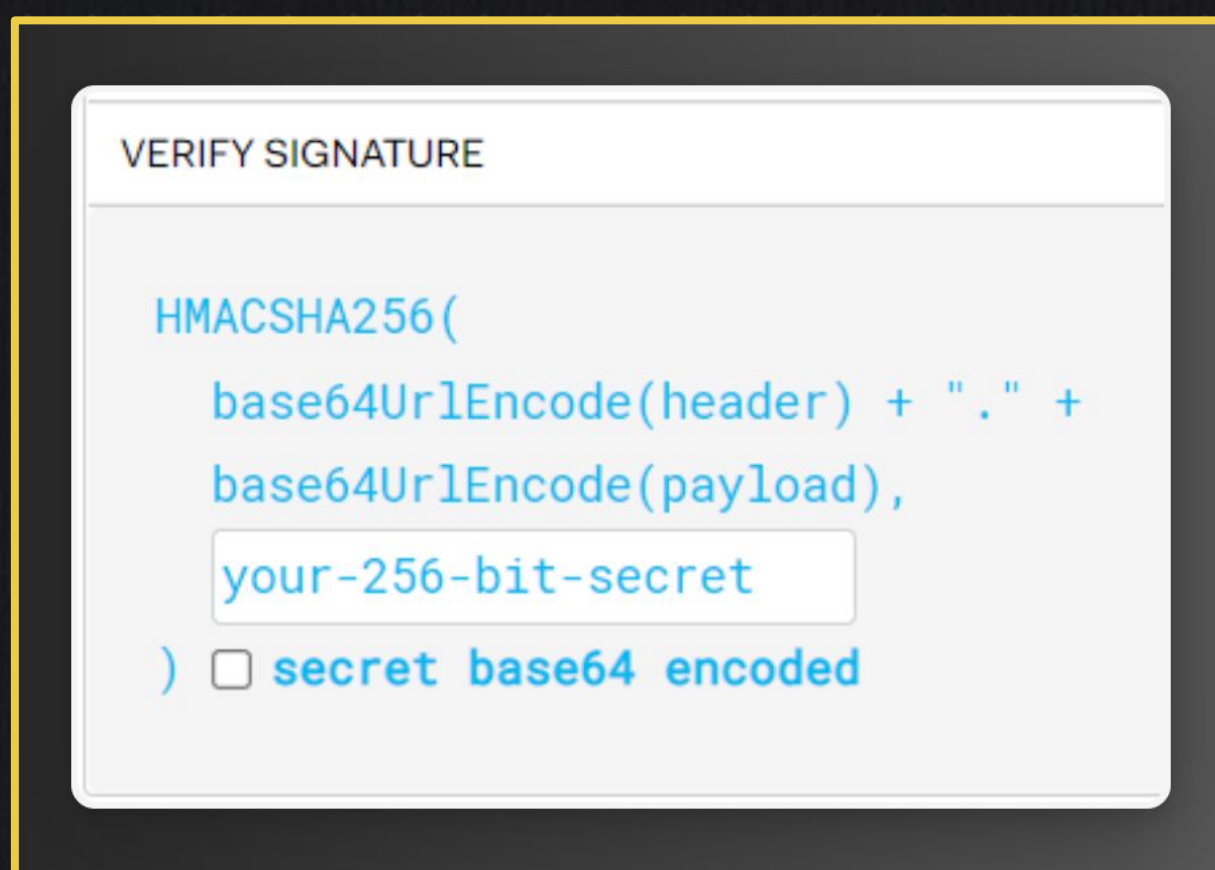 VERIFY SIGNATURE
HMACSHA256(
base64UrlEncode(header) + "." +
base64UrlEncode(payload),
your-256-bit-secret
) secret base64 encoded